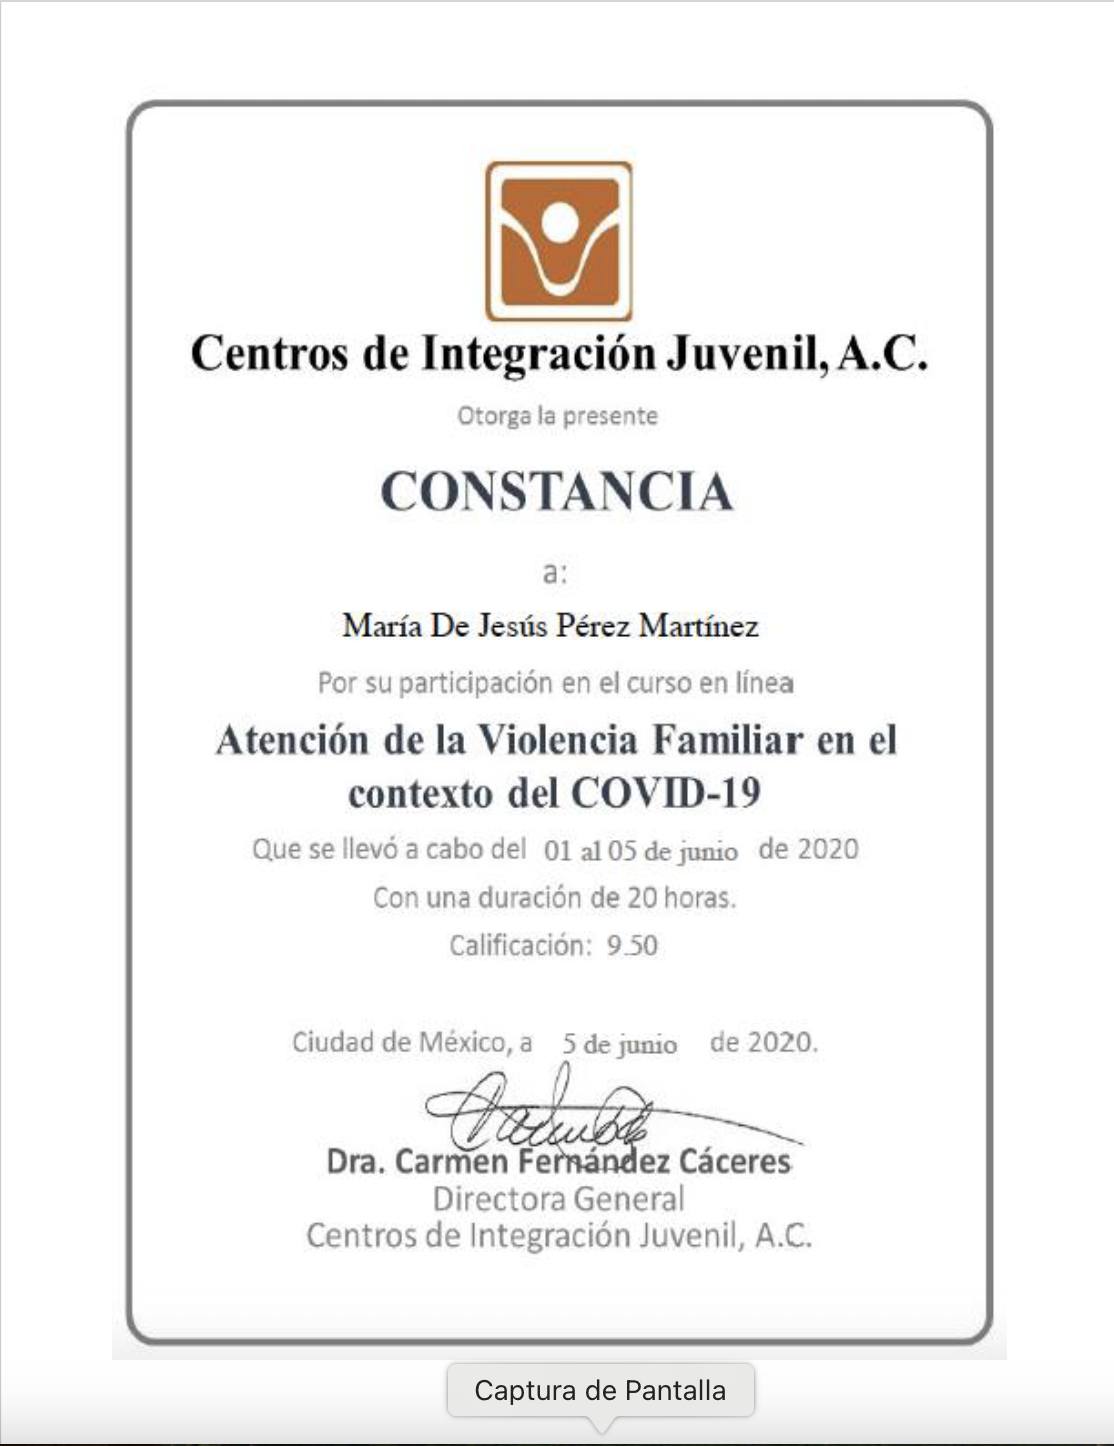 Centros de Integración Juvenil, A.C.
Otorga la presente
CONSTANCIA
a:
María De Jesús Pérez Martínez
Por su participación en el curso en línea
Atención de la Violencia Familiar en el
contexto del COVID-19
Que se llevó a cabo del 01 al 05 de junio de 2020
Con una duración de 20 horas.
Calificación: 9.50
Ciudad de México, a 5 de junio de 2020.
Dra. Carmen Fernández Cáceres
Directora General
Centros de Integración Juvenil, A.C.
Captura de Pantalla